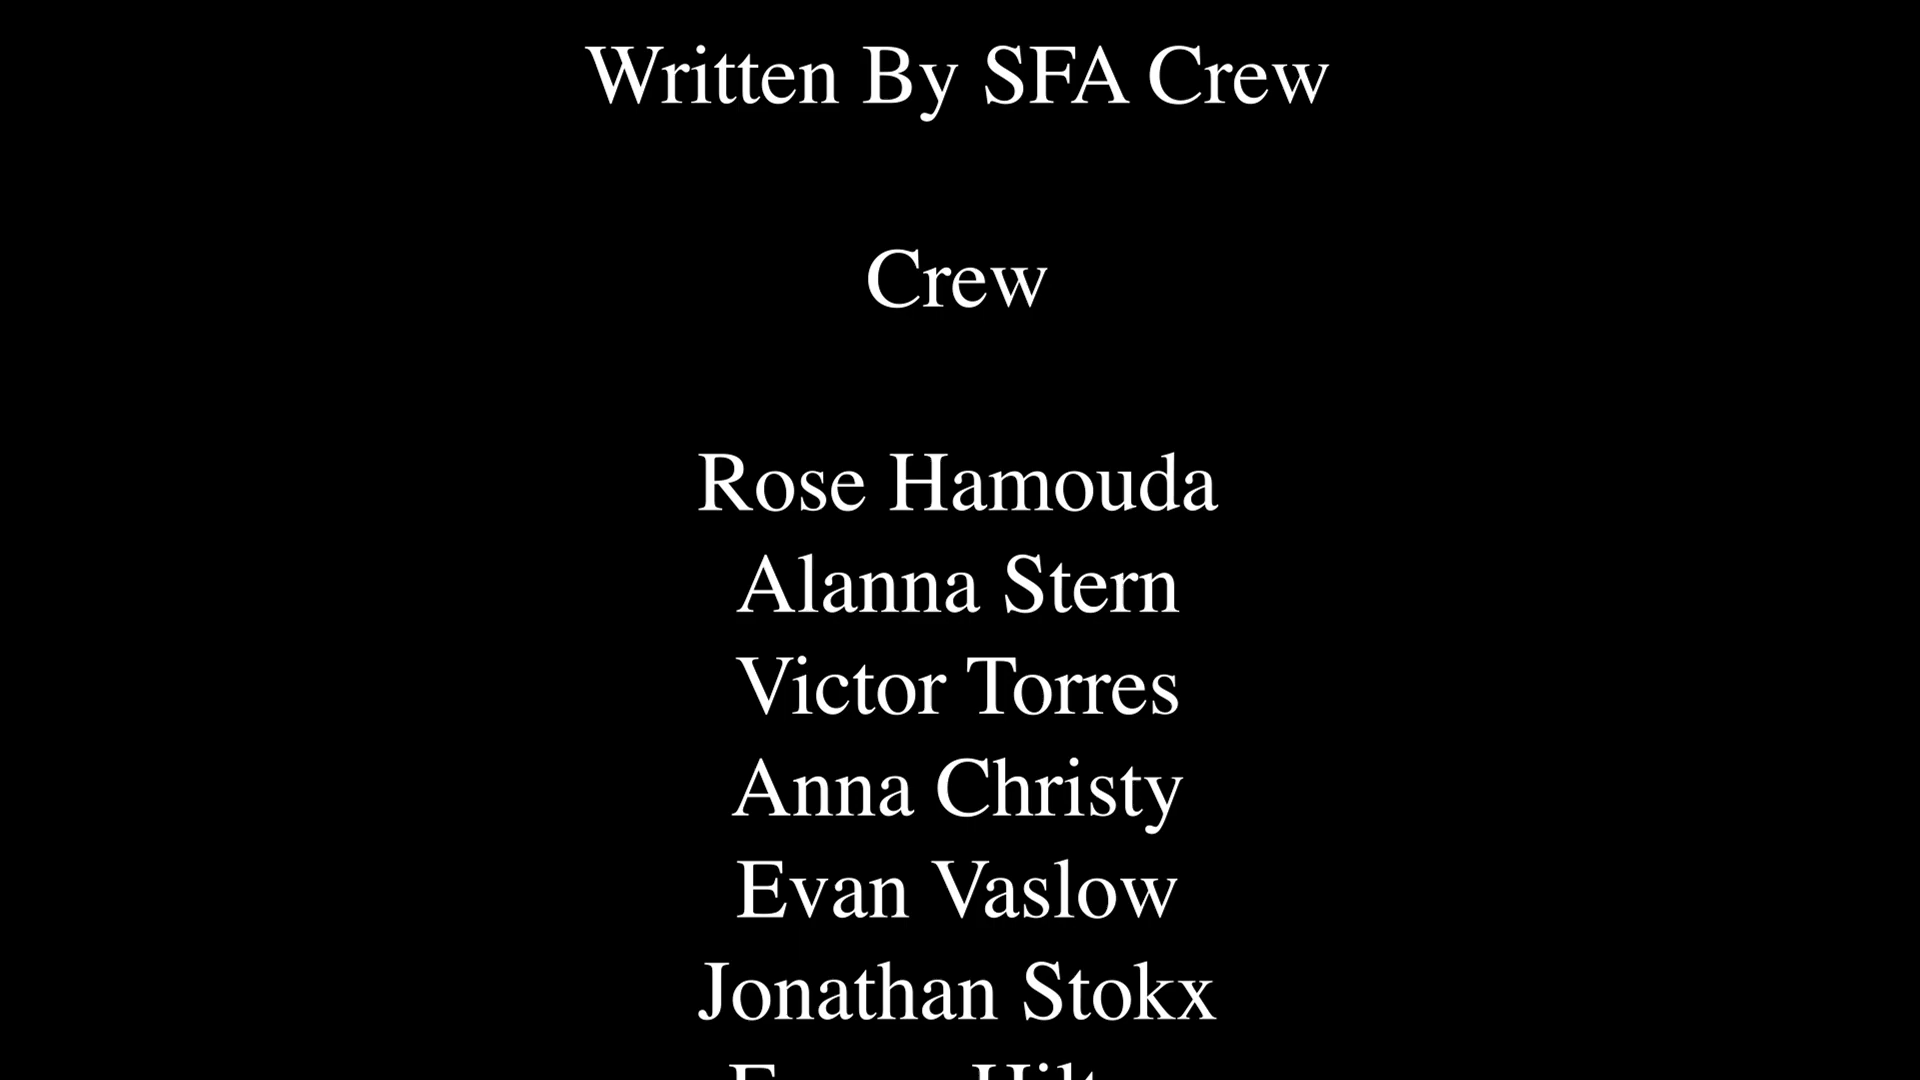 Written By SFA Crew
Crew
Rose Hamouda
Alanna Stern
Victor Torres
Anna Christy
Evan Vaslow
Jonathan Stokx